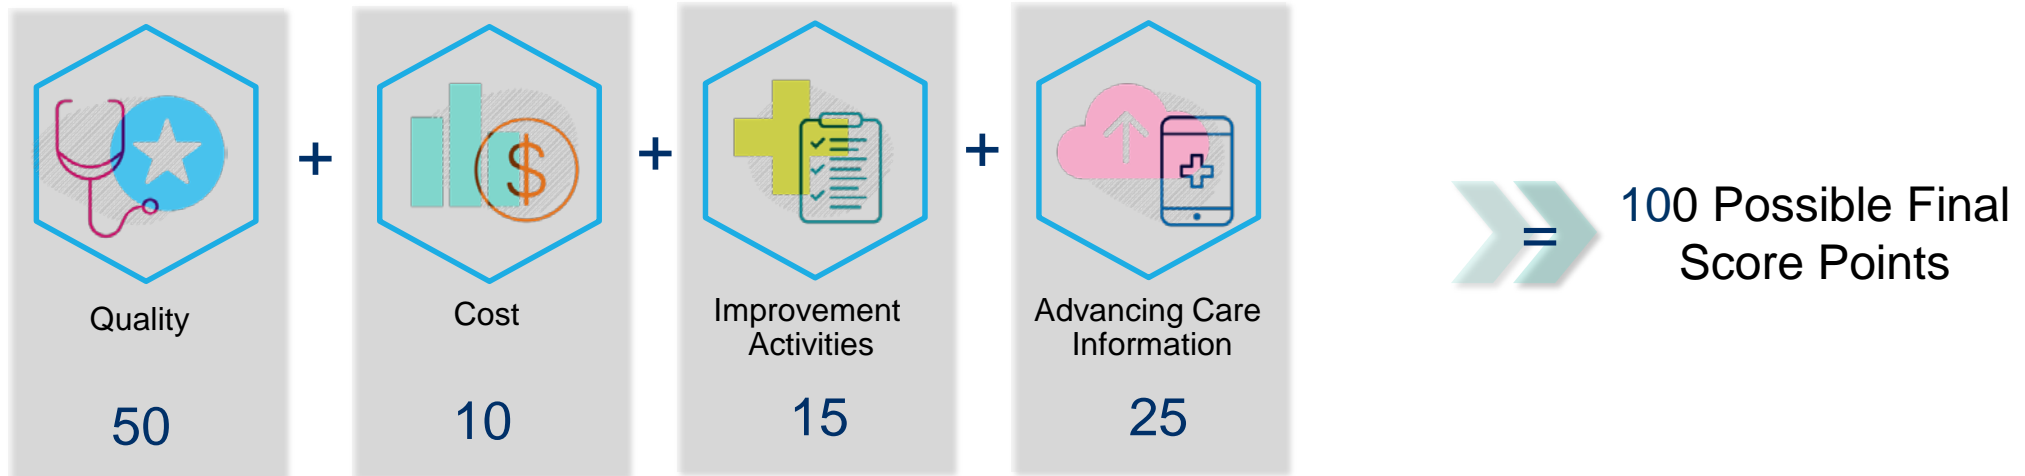 Quality
50
+
Cost
10
+
Improvement
Activities
15
+
Advancing Care
Information
25
=
100 Possible Final
Score Points